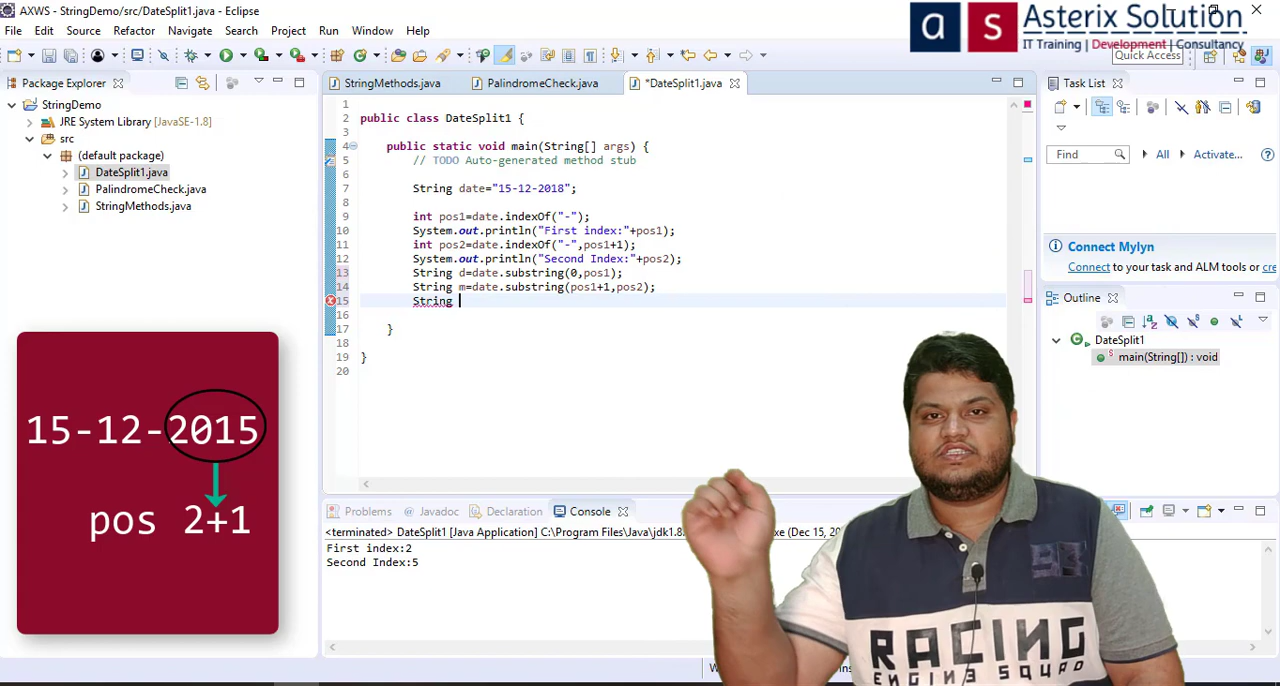 AXWS - StringDemo/src/DateSplit1.java - Eclipse
File Edit Source Refactor Navigate Search Project Run Window Help
as Asterix Solution
IT Training | Development | Consultancy
Quick Access
Package Explorer
StringDemo
JRE System Library [JavaSE-1.8]
src
(default package)
DateSplit1.java
PalindromeCheck.java
StringMethods.java
StringMethods.java PalindromeCheck.java *DateSplit1.java
1
2 public class DateSplit1 {
3
4 public static void main(String[] args) {
5 // TODO Auto-generated method stub
6
7 String date="15-12-2018";
8
9 int pos1=date.indexOf("-");
10 System.out.println("First index:"+pos1);
11 int pos2=date.indexOf("-",pos1+1);
12 System.out.println("Second Index:"+pos2);
13 String d=date.substring(0,pos1);
14 String m=date.substring(pos1+1,pos2);
15 String
16
17 }
18
19 }
20
Task List
Find All Activate...
Connect Mylyn
Connect to your task and ALM tools or cre
Outline
DateSplit1
main(String[]) : void
15-12-2015
pos 2+1
Problems Javadoc Declaration Console
<terminated> DateSplit1 [Java Application] C:\Program Files\Java\jdk1.8. xe (Dec 15, 20
First index:2
Second Index:5
RACING
ENGINE SQUAD